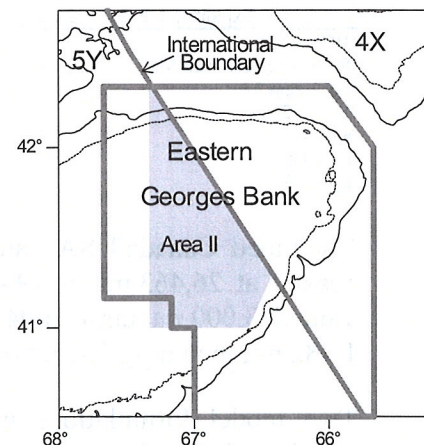 5Y
International
Boundary
4X
42°
Eastern
Georges Bank
Area II
41°
68°
67°
66°